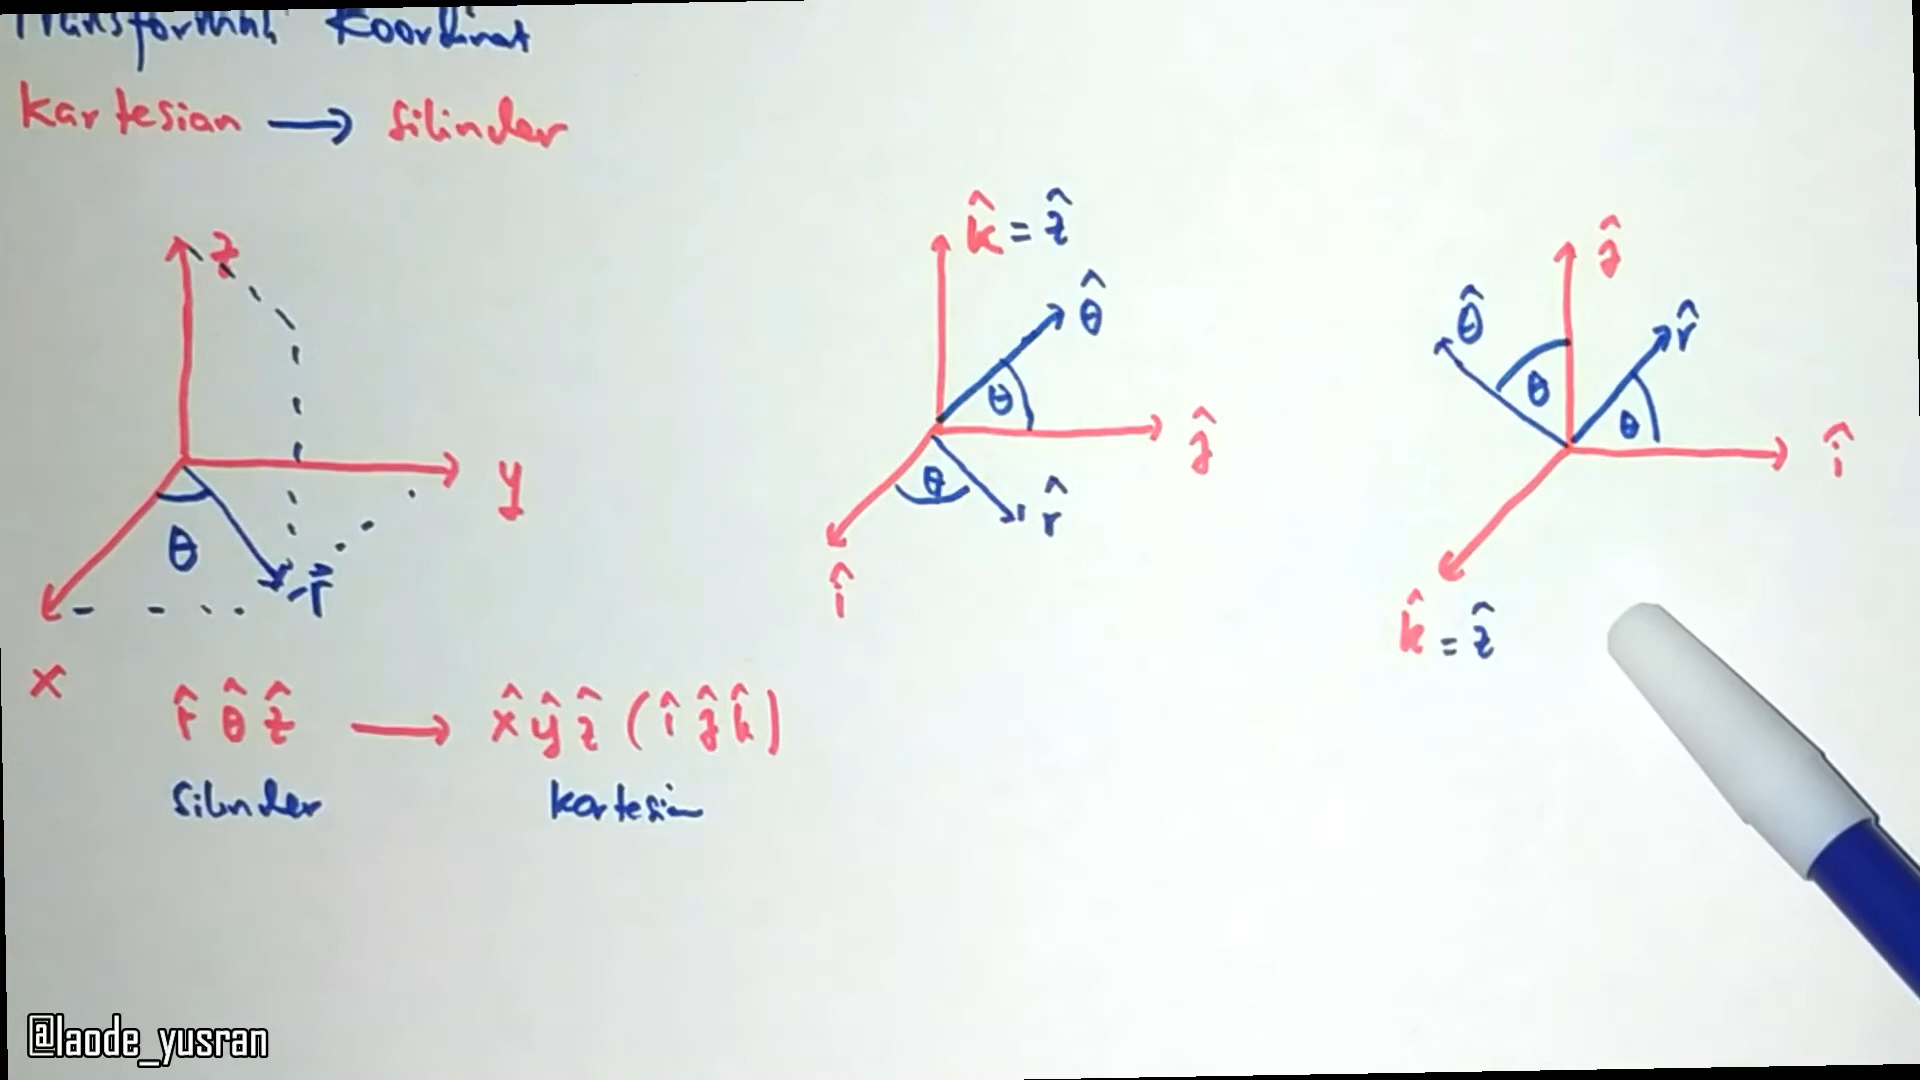 Transformasi Koordinat
Kartesian → Silinder
z
y
θ
r⃗
x
r̂ θ̂ ẑ → x̂ ŷ ẑ (î ĵ k̂)
Silinder kartesian
k̂ = ẑ
θ̂
θ
ĵ
θ
r̂
î
ĵ
θ̂
r̂
θ
θ
î
k̂ = ẑ
@laode_yusran